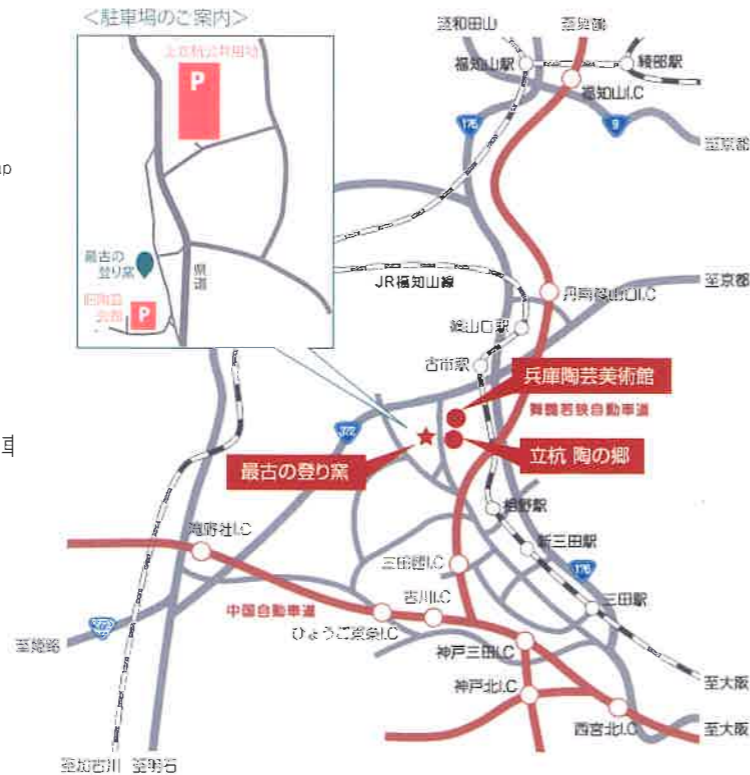 ＜駐車場のご案内＞
P
最古の
登り窯
県道
P
至和田山
至舞鶴
福知山駅
綾部駅
福知山I.C
176
9
至京都
JR福知山線
丹南篠山口I.C
至京都
篠山口駅
古市駅
兵庫陶芸美術館
舞鶴若狭自動車道
372
立杭 陶の郷
最古の登り窯
相野駅
滝野社I.C
新三田駅
176
三田西I.C
三田駅
吉川I.C
中国自動車道
ひょうご東条I.C
372
至姫路
神戸三田I.C
神戸北I.C
至大阪
西宮北I.C
至大阪
至加古川
至明石